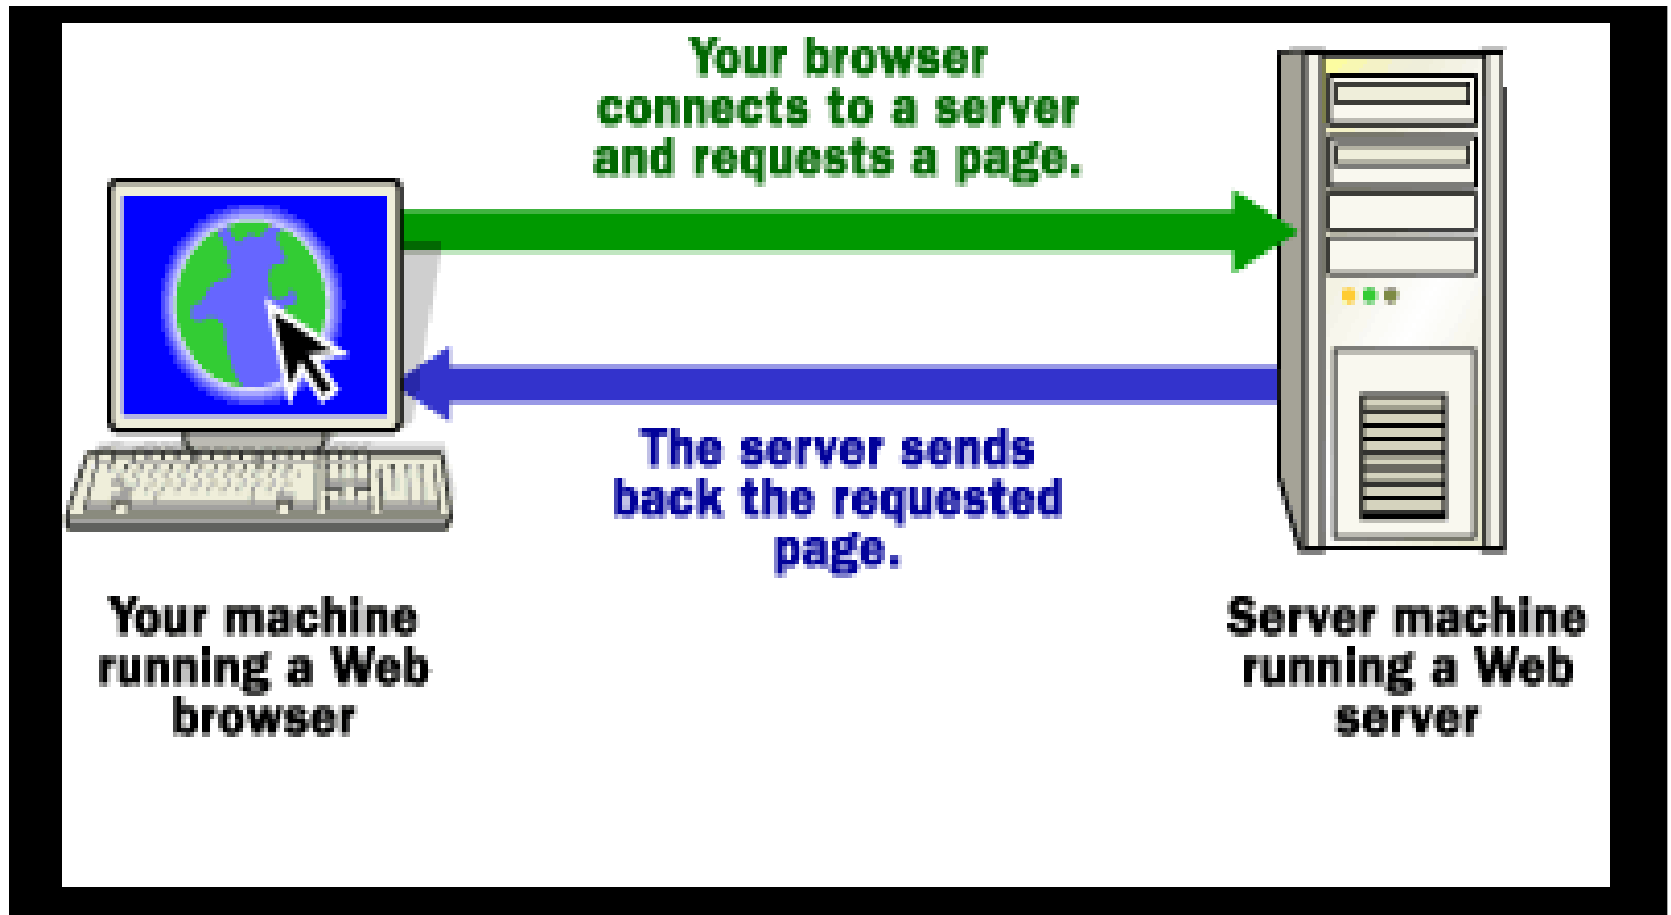 Your browser
connects to a server
and requests a page.
The server sends
back the requested
page.
Your machine
running a Web
browser
Server machine
running a Web
server